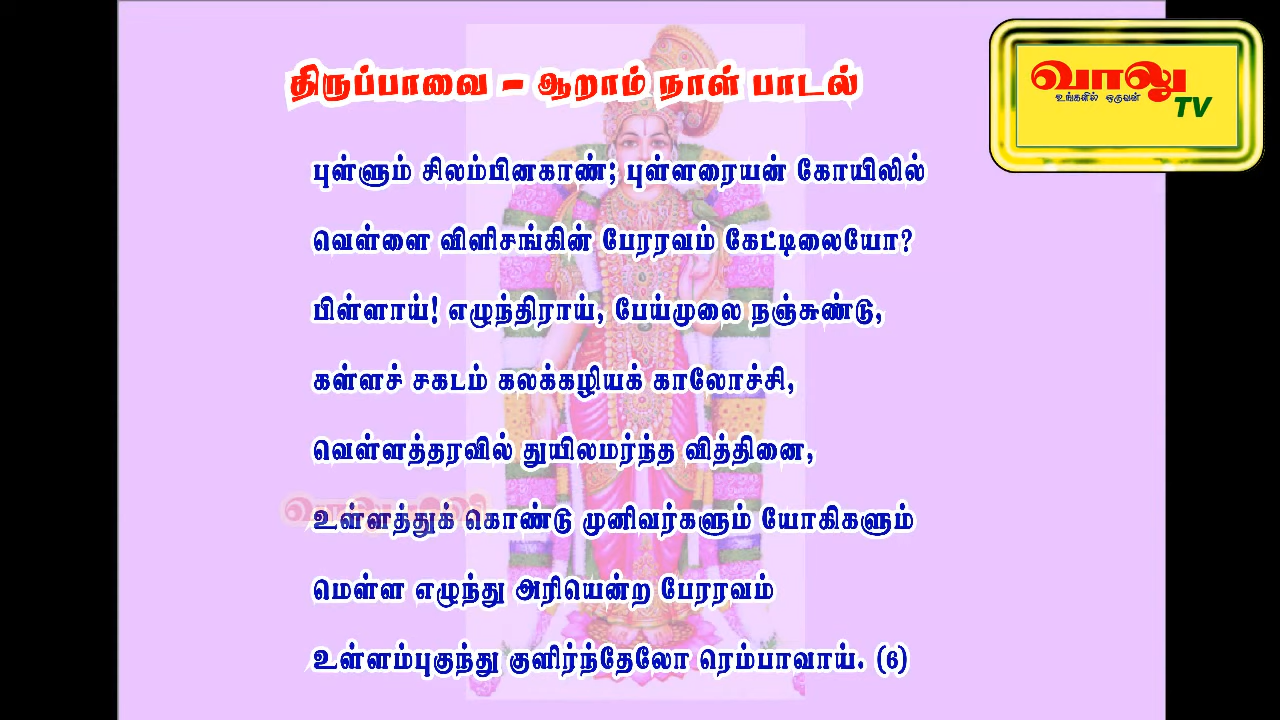 திருப்பாவை – ஆறாம் நாள் பாடல்
வாலு
உங்களில் ஒருவன்
TV
புள்ளும் சிலம்பினகாண்; புள்ளரையன் கோயிலில்
வெள்ளை விளிசங்கின் பேரரவம் கேட்டிலையோ?
பிள்ளாய்! எழுந்திராய், பேய்முலை நஞ்சுண்டு,
கள்ளச் சகடம் கலக்கழியக் காலோச்சி,
வெள்ளத்தரவில் துயிலமர்ந்த வித்தினை,
உள்ளத்துக் கொண்டு முனிவர்களும் யோகிகளும்
மெள்ள எழுந்து அரியென்ற பேரரவம்
உள்ளம்புகுந்து குளிர்ந்தேலோ ரெம்பாவாய். (6)